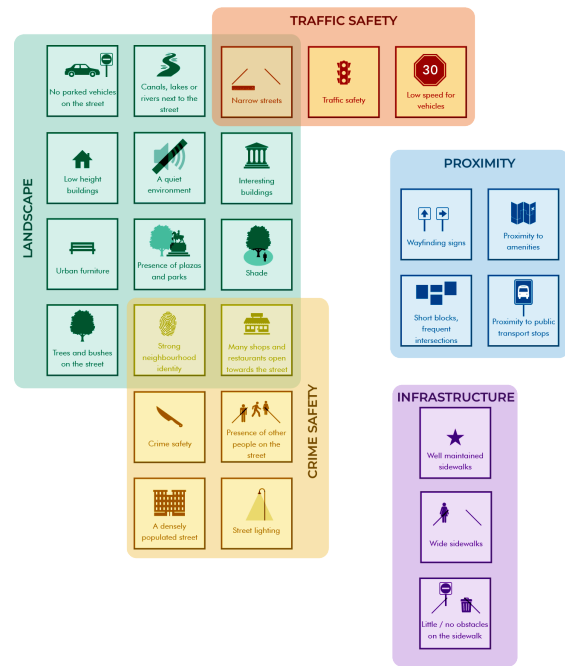 TRAFFIC SAFETY
LANDSCAPE
No parked vehicles
on the street
Canals, lakes or
rivers next to the
street
Narrow streets
Traffic safety
30
Low speed for
vehicles
Low height
buildings
A quiet
environment
Interesting
buildings
Urban furniture
Presence of plazas
and parks
Shade
Trees and bushes
on the street
Strong
neighbourhood
identity
Many shops and
restaurants open
towards the street
CRIME SAFETY
Crime safety
Presence of other
people on the
street
A densely
populated street
Street lighting
PROXIMITY
Wayfinding signs
Proximity to
amenities
Short blocks,
frequent
intersections
Proximity to public
transport stops
INFRASTRUCTURE
Well maintained
sidewalks
Wide sidewalks
Little / no obstacles
on the sidewalk